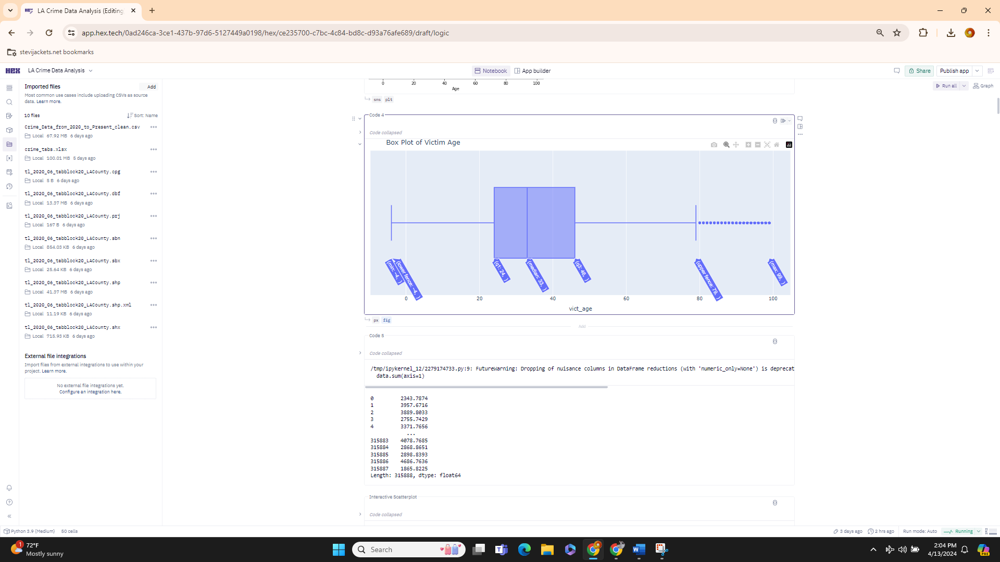 LA Crime Data Analysis (Editing
app.hex.tech/0ad246ca-3ce1-437b-97d6-5127449a0198/hex/ce235700-c7bc-4c84-bd8c-d93a76afe689/draft/logic
stevijackets.net bookmarks
HEX LA Crime Data Analysis
Notebook App builder
Share Publish app
Run all Graph
Imported files Add
Most common use cases include uploading CSVs as source
data. Learn more.
10 files Sort: Name
Crime_Data_from_2020_to_Present_clean.csv
Local 67.92 MB 6 days ago
crime_tabs.xlsx
Local 100.01 MB 5 days ago
tl_2020_06_tabblock20_LACounty.cpg
Local 5 B 6 days ago
tl_2020_06_tabblock20_LACounty.dbf
Local 13.37 MB 6 days ago
tl_2020_06_tabblock20_LACounty.prj
Local 167 B 6 days ago
tl_2020_06_tabblock20_LACounty.sbn
Local 854.03 KB 6 days ago
tl_2020_06_tabblock20_LACounty.sbx
Local 25.64 KB 6 days ago
tl_2020_06_tabblock20_LACounty.shp
Local 41.37 MB 6 days ago
tl_2020_06_tabblock20_LACounty.shp.xml
Local 11.19 KB 6 days ago
tl_2020_06_tabblock20_LACounty.shx
Local 715.93 KB 6 days ago
External file integrations
Import files from external integrations to use within your
project. Learn more.
No external file integrations yet.
Configure an integration here.
0 20 40 60 80 100
Age
sns plt
Code 4
Code collapsed
Box Plot of Victim Age
(min: −4, )
(lower fence: −4, )
(q1: 24, )
(median: 33, )
(q3: 46, )
(upper fence: 79, )
(max: 99, )
0 20 40 60 80 100
vict_age
px fig
Add
Code 5
Code collapsed
/tmp/ipykernel_12/2279174733.py:9: FutureWarning: Dropping of nuisance columns in DataFrame reductions (with 'numeric_only=None') is deprecat
data.sum(axis=1)
0 2343.7874
1 3957.6716
2 3889.8033
3 2755.7429
4 3371.7656
...
315883 4078.7685
315884 2868.8651
315885 2898.8393
315886 4686.7636
315887 1865.8225
Length: 315888, dtype: float64
Interactive Scatterplot
Code collapsed
Python 3.9 (Medium) 50 cells
3 days ago 2 hrs ago Run mode: Auto Running
1
72°F
Mostly sunny
Search
2:04 PM
4/13/2024
PRE